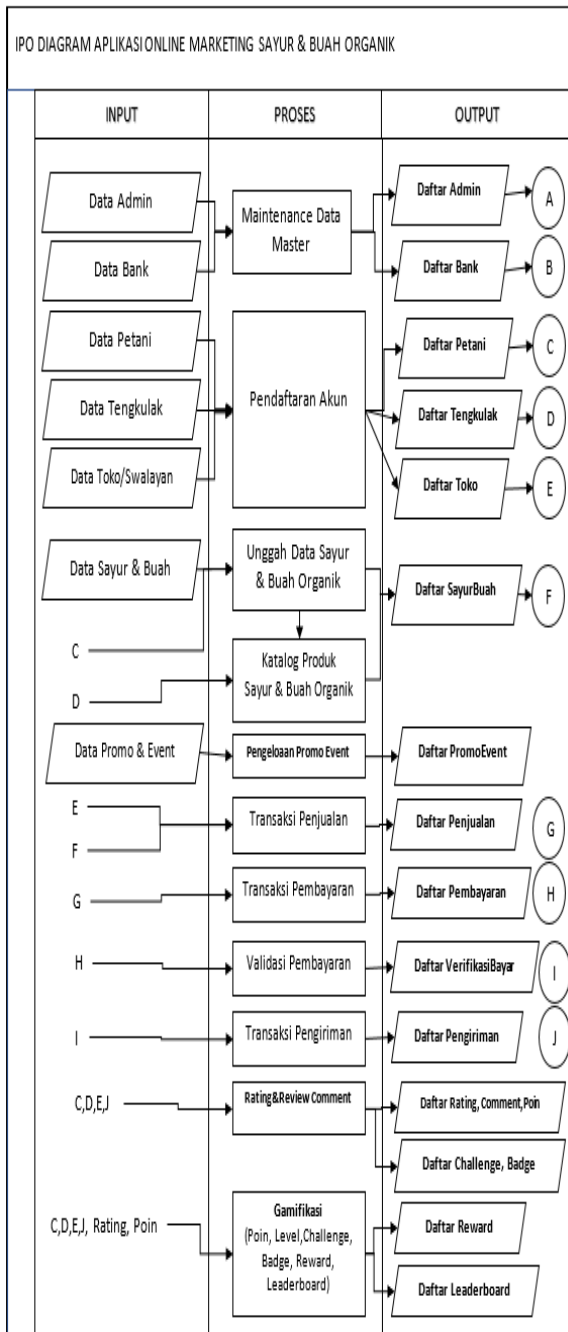 IPO DIAGRAM APLIKASI ONLINE MARKETING SAYUR & BUAH ORGANIK
INPUT
PROSES
OUTPUT
Data Admin
Data Bank
Maintenance Data
Master
Daftar Admin
A
Daftar Bank
B
Data Petani
Data Tengkulak
Data Toko/Swalayan
Pendaftaran Akun
Daftar Petani
C
Daftar Tengkulak
D
Daftar Toko
E
Data Sayur & Buah
C
D
Unggah Data Sayur
& Buah Organik
Katalog Produk
Sayur & Buah Organik
Daftar SayurBuah
F
Data Promo & Event
Pengeloaan Promo Event
Daftar PromoEvent
E
F
Transaksi Penjualan
Daftar Penjualan
G
G
Transaksi Pembayaran
Daftar Pembayaran
H
H
Validasi Pembayaran
Daftar VerifikasiBayar
I
I
Transaksi Pengiriman
Daftar Pengiriman
J
C,D,E,J
Rating&Review Comment
Daftar Rating, Comment,Poin
Daftar Challenge, Badge
C,D,E,J, Rating, Poin
Gamifikasi
(Poin, Level,Challenge,
Badge, Reward,
Leaderboard)
Daftar Reward
Daftar Leaderboard